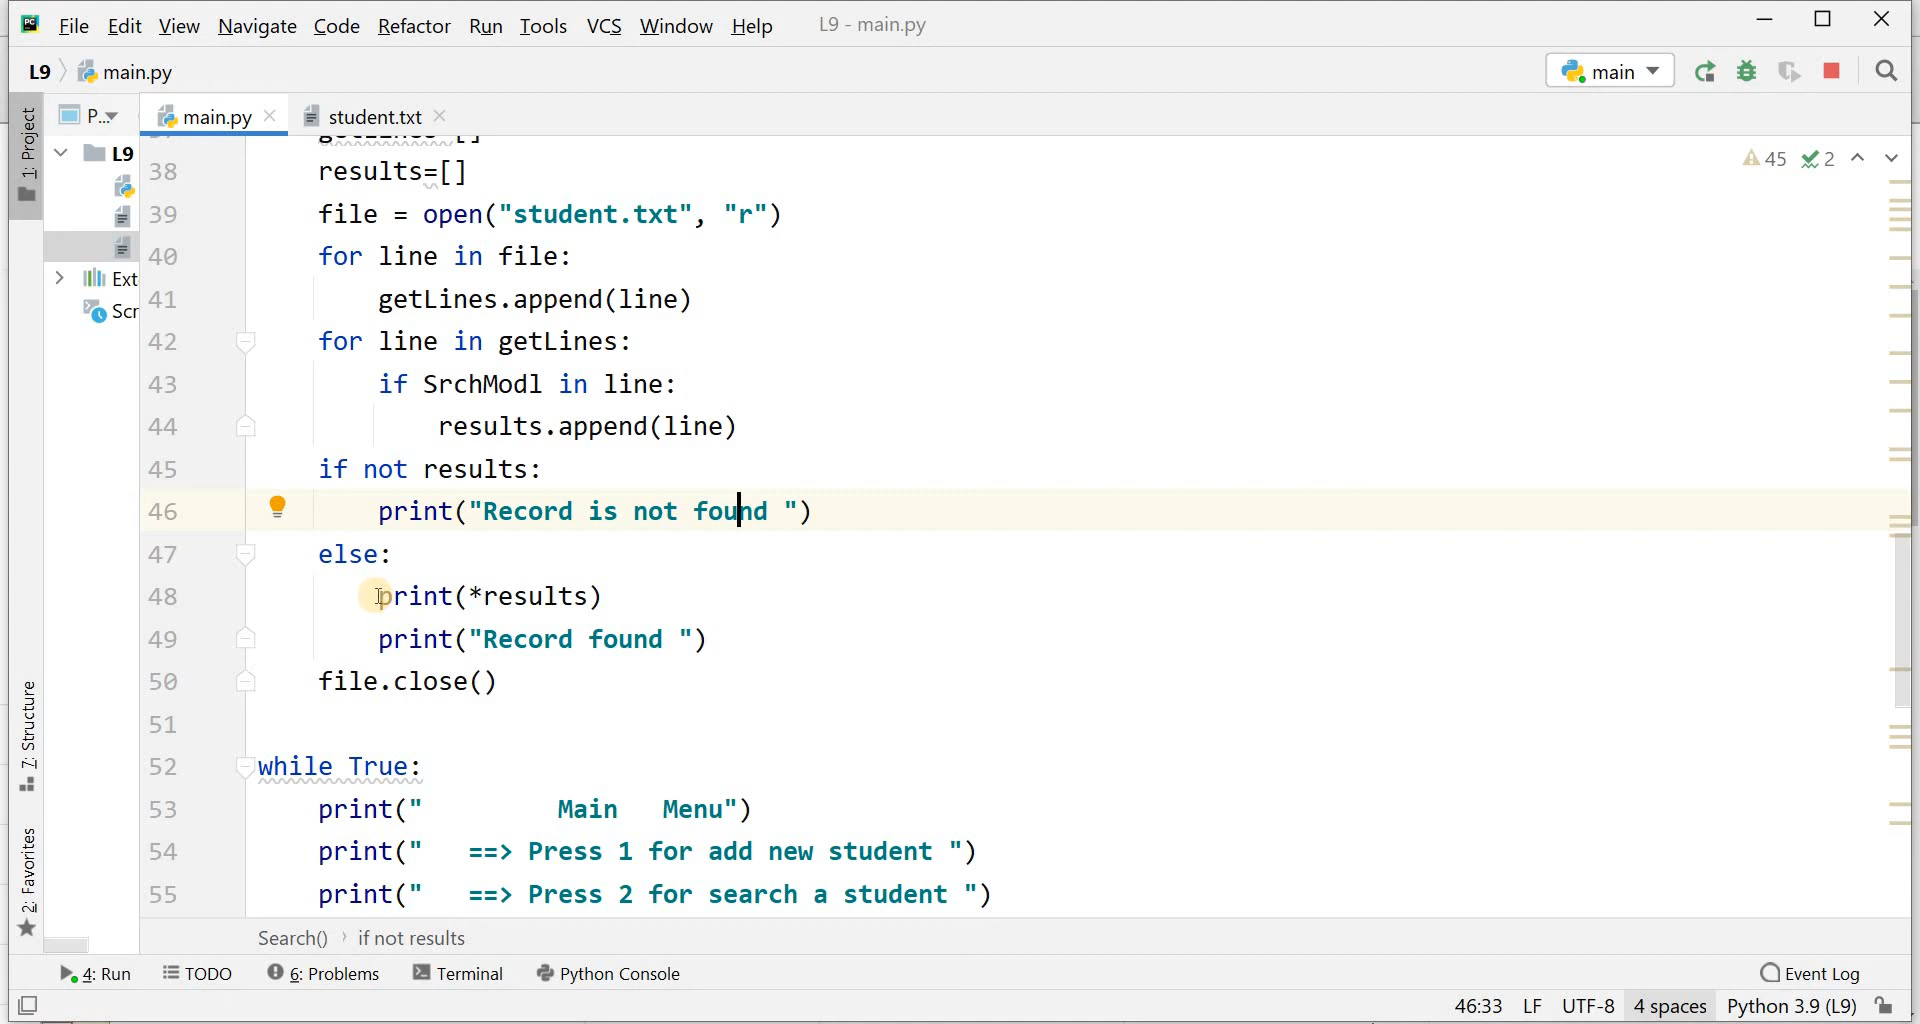 File Edit View Navigate Code Refactor Run Tools VCS Window Help L9 - main.py
L9 main.py main
1: Project P... main.py student.txt
L9
Ext
Scr
45 2
38 results=[]
39 file = open("student.txt", "r")
40 for line in file:
41 getLines.append(line)
42 for line in getLines:
43 if SrchModl in line:
44 results.append(line)
45 if not results:
46 print("Record is not found ")
47 else:
48 print(*results)
49 print("Record found ")
50 file.close()
51
52 while True:
53 print("         Main   Menu")
54 print("   ==> Press 1 for add new student ")
55 print("   ==> Press 2 for search a student ")
7: Structure
2: Favorites
Search() › if not results
4: Run TODO 6: Problems Terminal Python Console Event Log
46:33 LF UTF-8 4 spaces Python 3.9 (L9)